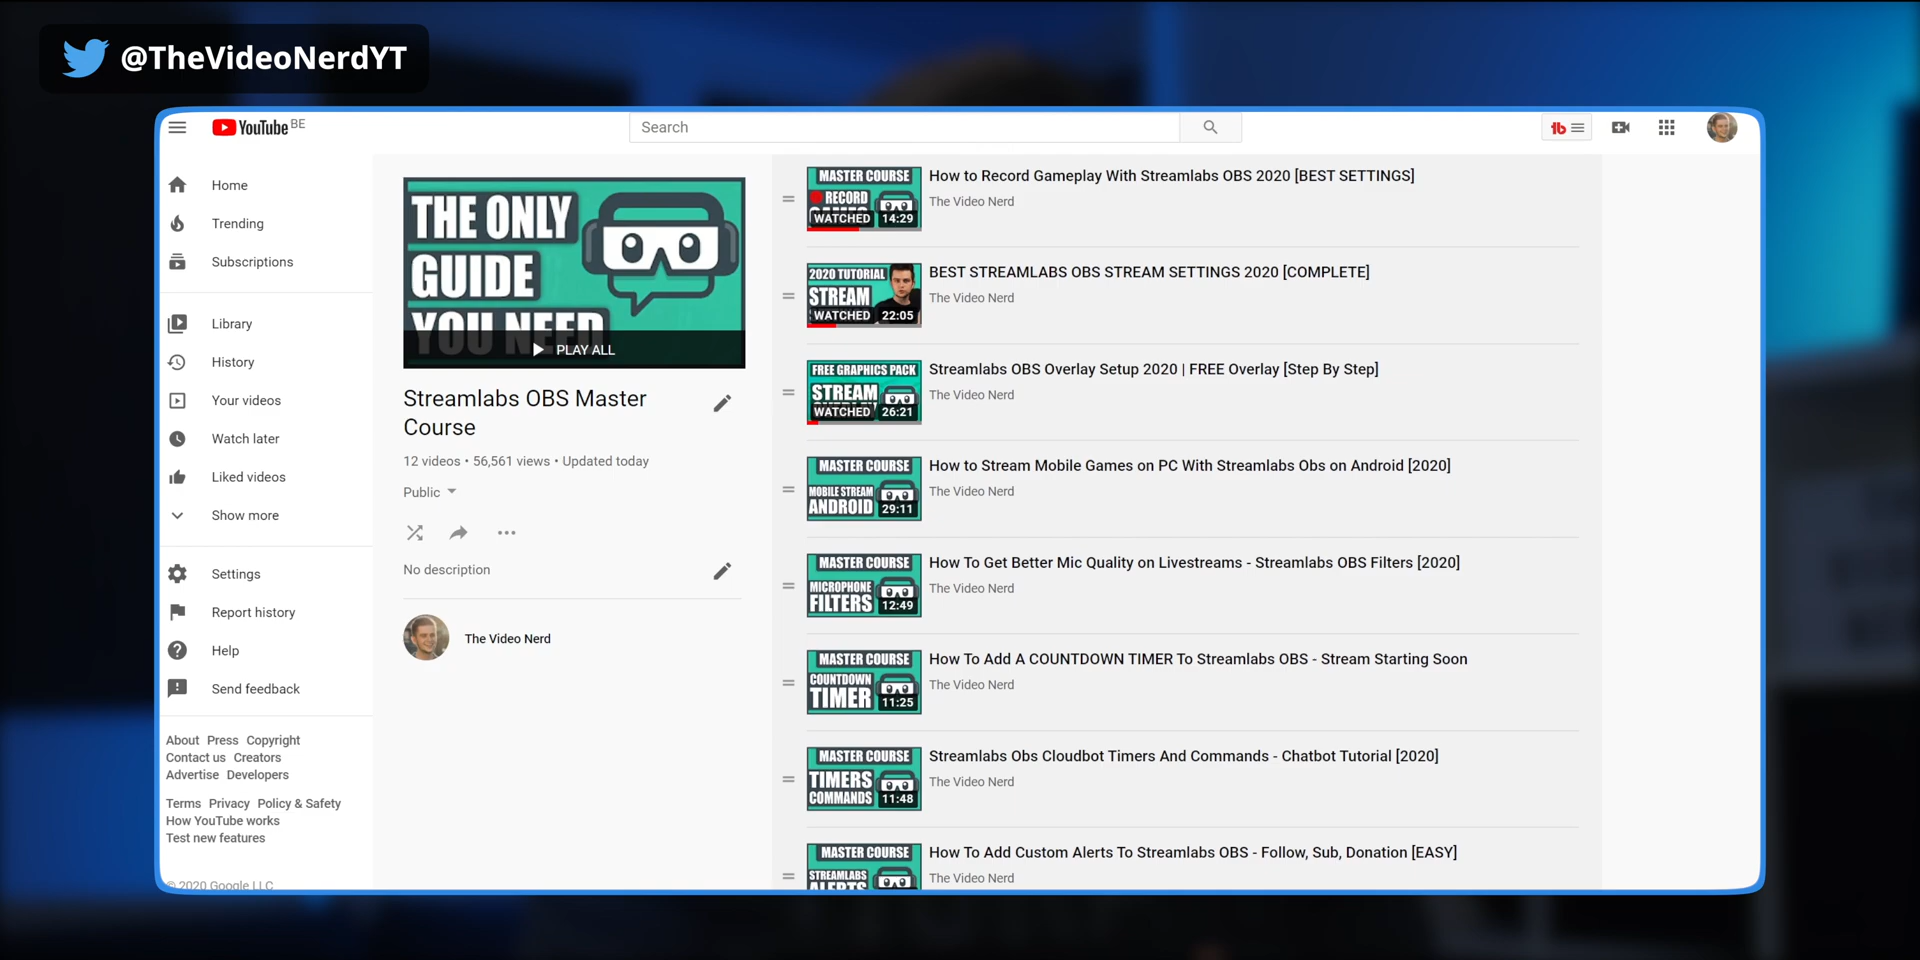 @TheVideoNerdYT
YouTube BE
Search
Home
Trending
Subscriptions
Library
History
Your videos
Watch later
Liked videos
Show more
Settings
Report history
Help
Send feedback
About Press Copyright
Contact us Creators
Advertise Developers
Terms Privacy Policy & Safety
How YouTube works
Test new features
© 2020 Google LLC
THE ONLY
GUIDE
YOU NEED
PLAY ALL
Streamlabs OBS Master
Course
12 videos • 56,561 views • Updated today
Public
No description
The Video Nerd
MASTER COURSE
RECORD
WATCHED 14:29
How to Record Gameplay With Streamlabs OBS 2020 [BEST SETTINGS]
The Video Nerd
2020 TUTORIAL
STREAM
WATCHED 22:05
BEST STREAMLABS OBS STREAM SETTINGS 2020 [COMPLETE]
The Video Nerd
FREE GRAPHICS PACK
STREAM
WATCHED 26:21
Streamlabs OBS Overlay Setup 2020 | FREE Overlay [Step By Step]
The Video Nerd
MASTER COURSE
MOBILE STREAM
ANDROID
29:11
How to Stream Mobile Games on PC With Streamlabs Obs on Android [2020]
The Video Nerd
MASTER COURSE
MICROPHONE
FILTERS
12:49
How To Get Better Mic Quality on Livestreams - Streamlabs OBS Filters [2020]
The Video Nerd
MASTER COURSE
COUNTDOWN
TIMER
11:25
How To Add A COUNTDOWN TIMER To Streamlabs OBS - Stream Starting Soon
The Video Nerd
MASTER COURSE
TIMERS
COMMANDS
11:48
Streamlabs Obs Cloudbot Timers And Commands - Chatbot Tutorial [2020]
The Video Nerd
MASTER COURSE
STREAMLABS
ALERTS
How To Add Custom Alerts To Streamlabs OBS - Follow, Sub, Donation [EASY]
The Video Nerd